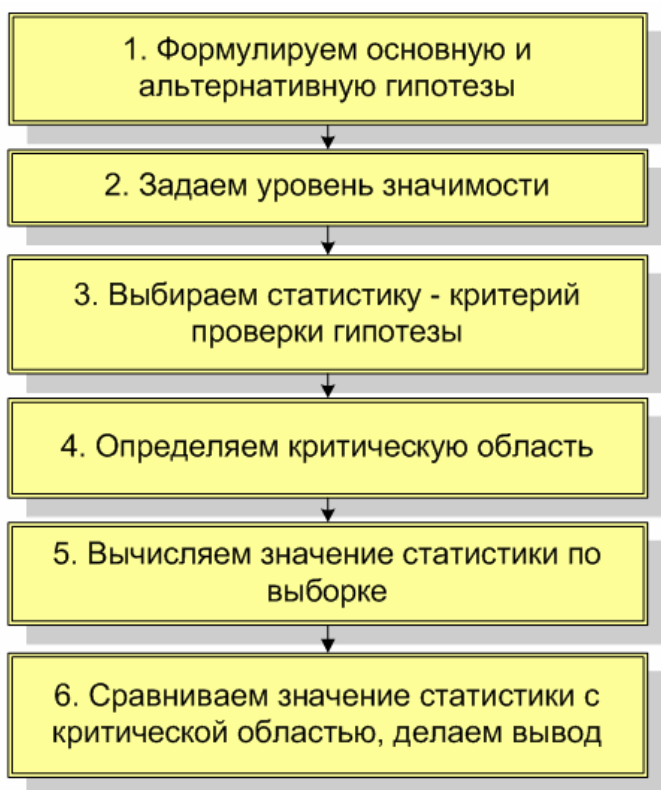 1. Формулируем основную и
альтернативную гипотезы
2. Задаем уровень значимости
3. Выбираем статистику - критерий
проверки гипотезы
4. Определяем критическую область
5. Вычисляем значение статистики по
выборке
6. Сравниваем значение статистики с
критической областью, делаем вывод